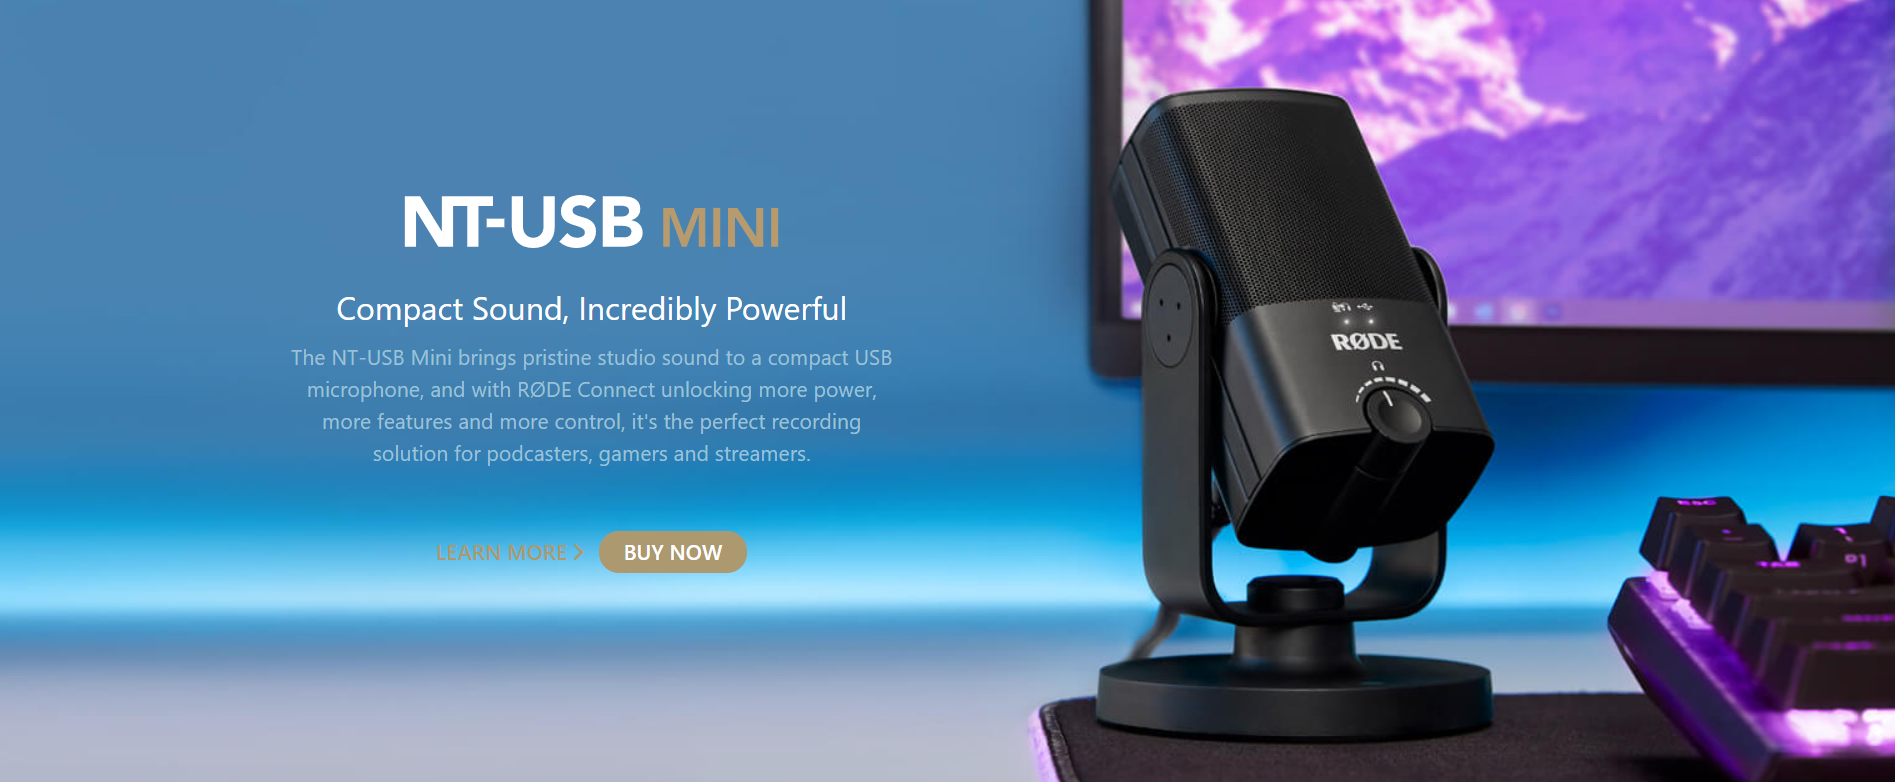 NT-USB MINI
Compact Sound, Incredibly Powerful
The NT-USB Mini brings pristine studio sound to a compact USB
microphone, and with RØDE Connect unlocking more power,
more features and more control, it's the perfect recording
solution for podcasters, gamers and streamers.
LEARN MORE >
BUY NOW
RØDE
ESC